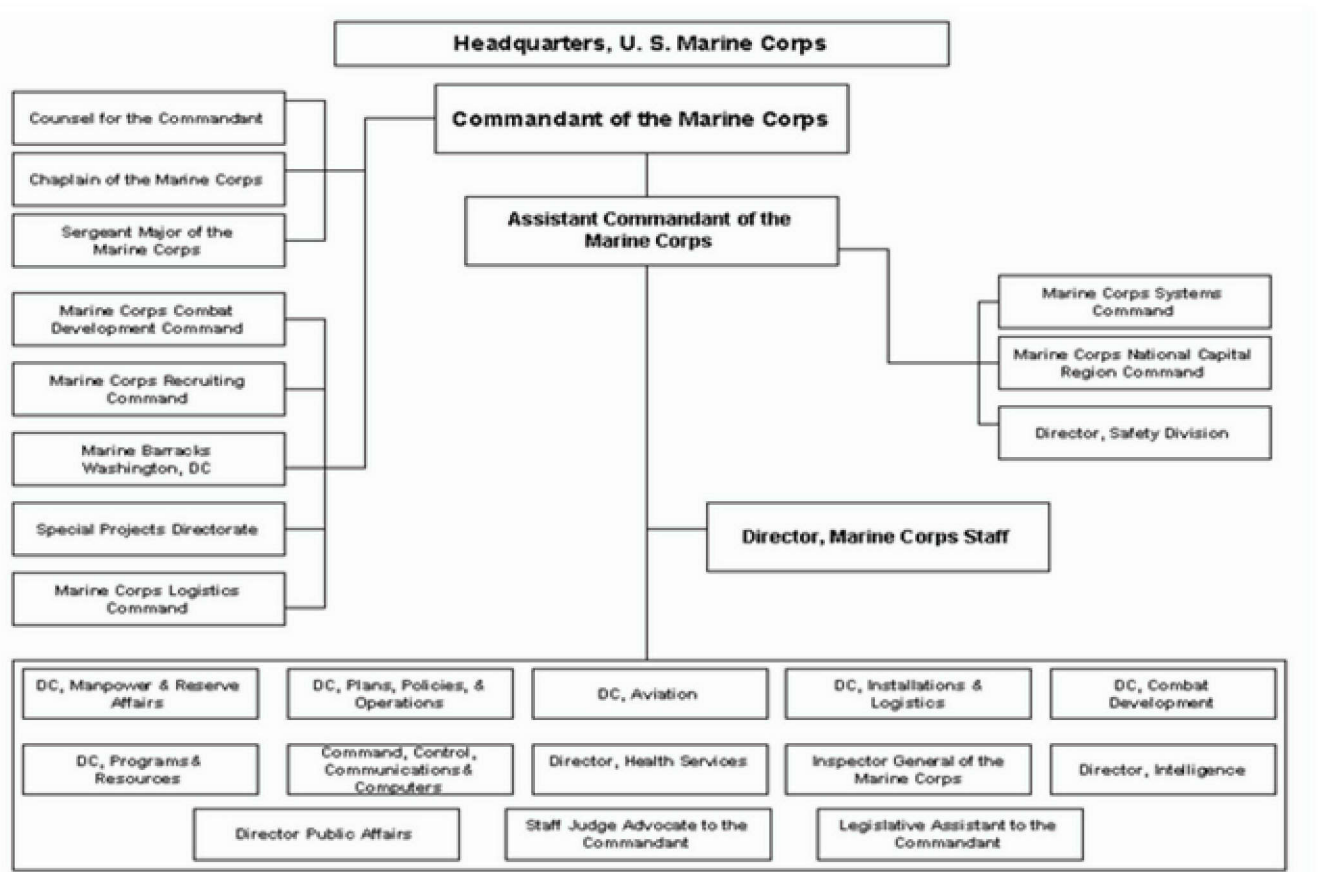 Headquarters, U. S. Marine Corps
Commandant of the Marine Corps
Counsel for the Commandant
Chaplain of the Marine Corps
Sergeant Major of the
Marine Corps
Assistant Commandant of the
Marine Corps
Marine Corps Combat
Development Command
Marine Corps Recruiting
Command
Marine Barracks
Washington, DC
Special Projects Directorate
Marine Corps Logistics
Command
Marine Corps Systems
Command
Marine Corps National Capital
Region Command
Director, Safety Division
Director, Marine Corps Staff
DC, Manpower & Reserve
Affairs
DC, Plans, Policies, &
Operations
DC, Aviation
DC, Installations &
Logistics
DC, Combat
Development
DC, Programs&
Resources
Command, Control,
Communications&
Computers
Director, Health Services
Inspector General of the
Marine Corps
Director, Intelligence
Director Public Affairs
Staff Judge Advocate to the
Commandant
Legislative Assistant to the
Commandant